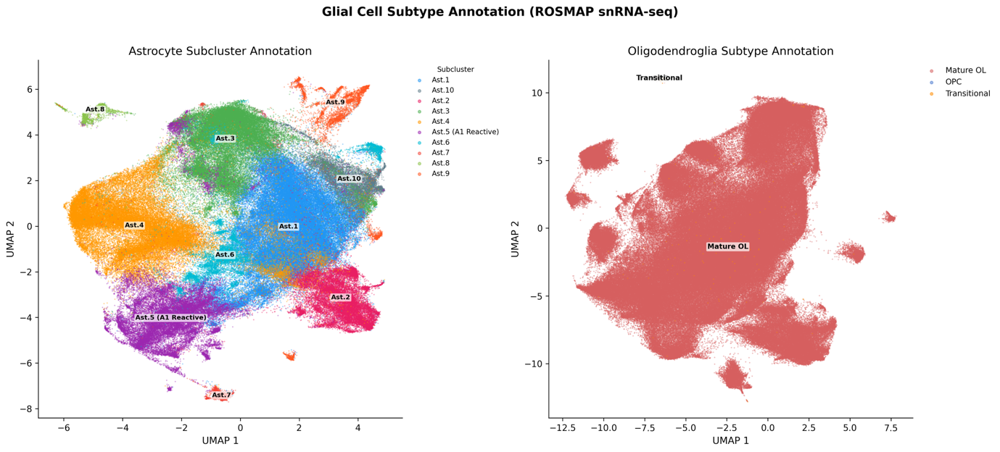 Glial Cell Subtype Annotation (ROSMAP snRNA-seq)
Astrocyte Subcluster Annotation
UMAP 2
6
4
2
0
−2
−4
−6
−8
−6
−4
−2
0
2
4
UMAP 1
Ast.8
Ast.9
Ast.3
Ast.10
Ast.4
Ast.1
Ast.6
Ast.2
Ast.5 (A1 Reactive)
Ast.7
Subcluster
Ast.1
Ast.10
Ast.2
Ast.3
Ast.4
Ast.5 (A1 Reactive)
Ast.6
Ast.7
Ast.8
Ast.9
Oligodendroglia Subtype Annotation
UMAP 2
10
5
0
−5
−10
−12.5
−10.0
−7.5
−5.0
−2.5
0.0
2.5
5.0
7.5
UMAP 1
Transitional
Mature OL
Mature OL
OPC
Transitional